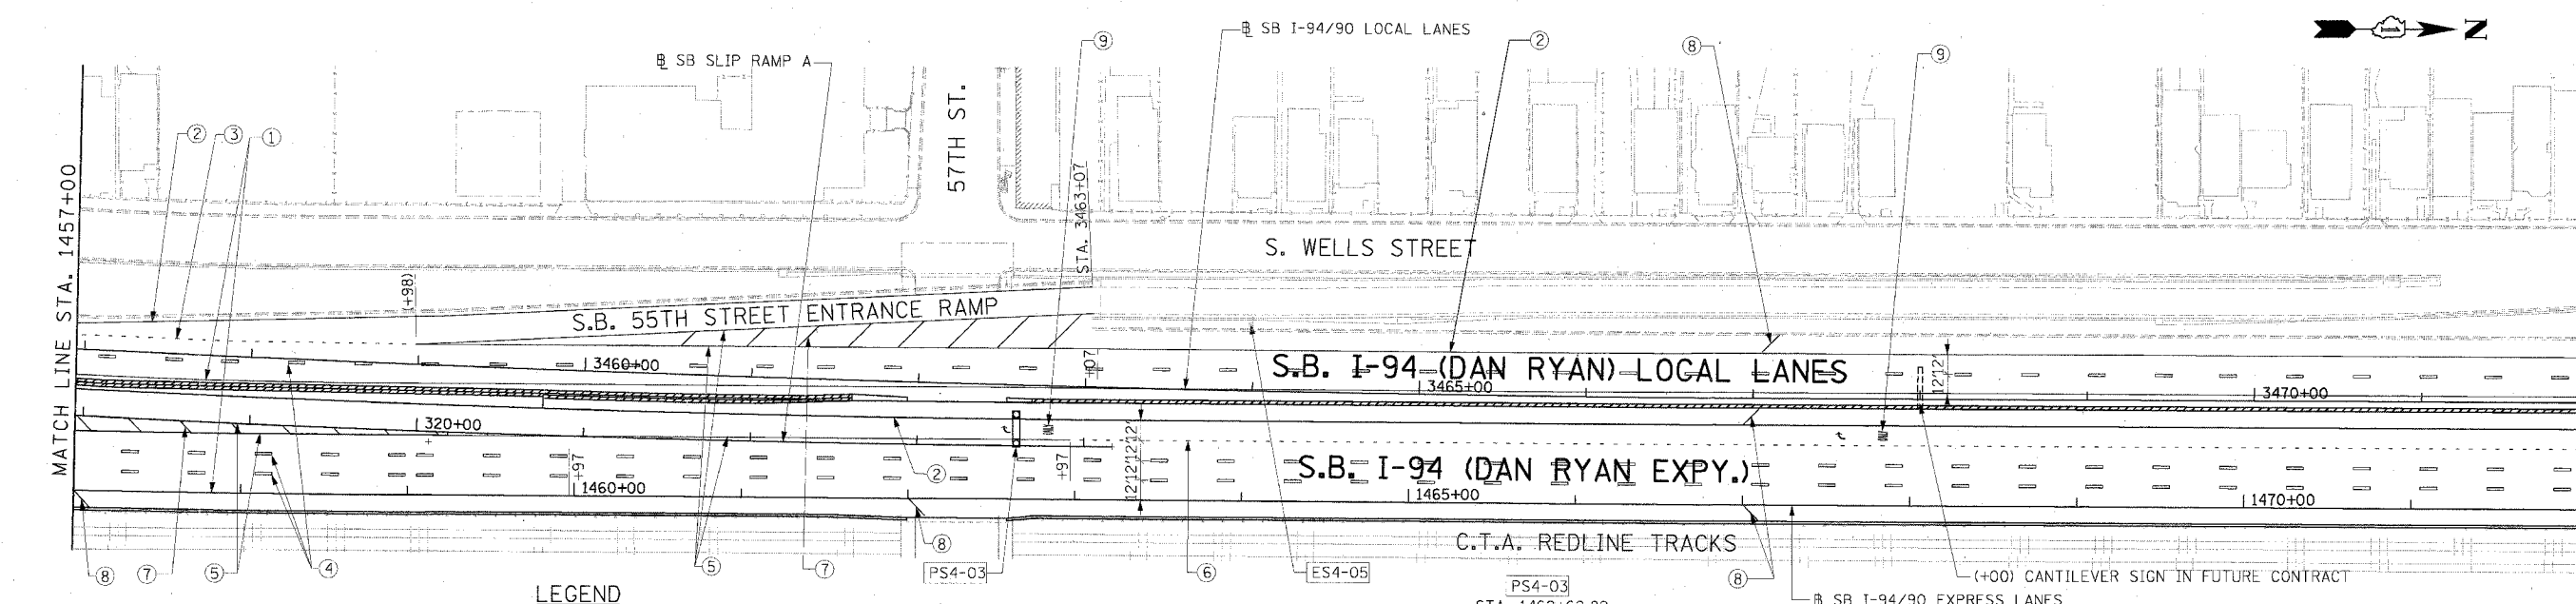 ℄ SB I-94/90 LOCAL LANES
N
℄ SB SLIP RAMP A
9
2
8
9
2
3
1
57TH ST.
MATCH LINE STA. 1457+00
STA. 3463+07
S. WELLS STREET
+98)
S.B. 55TH STREET ENTRANCE RAMP
3460+00
+07
S.B. I-94 (DAN RYAN) LOCAL LANES
3465+00
12'12'
3470+00
320+00
2
+97
1460+00
+97
12'12'12'12'12'
S.B. I-94 (DAN RYAN EXPY.)
1465+00
1470+00
C.T.A. REDLINE TRACKS
8
7
5
4
5
7
8
PS4-03
6
ES4-05
PS4-03
8
(+00) CANTILEVER SIGN IN FUTURE CONTRACT
LEGEND
℄ SB I-94/90 EXPRESS LANES